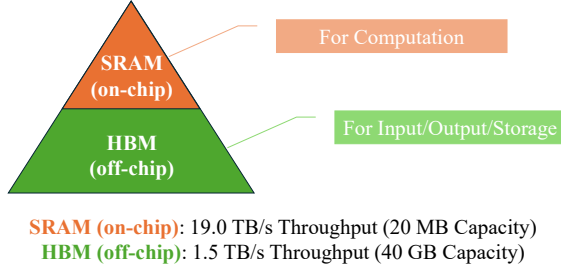 SRAM
(on-chip)
For Computation
HBM
(off-chip)
For Input/Output/Storage
SRAM (on-chip): 19.0 TB/s Throughput (20 MB Capacity)
HBM (off-chip): 1.5 TB/s Throughput (40 GB Capacity)